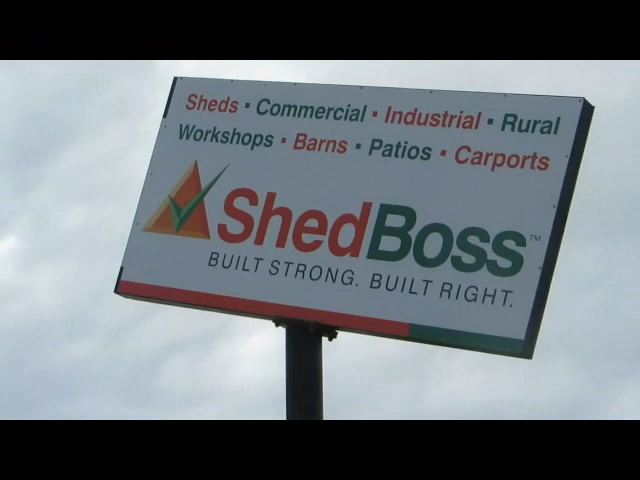 Sheds ▪ Commercial ▪ Industrial ▪ Rural
Workshops ▪ Barns ▪ Patios ▪ Carports
ShedBoss™
BUILT STRONG. BUILT RIGHT.